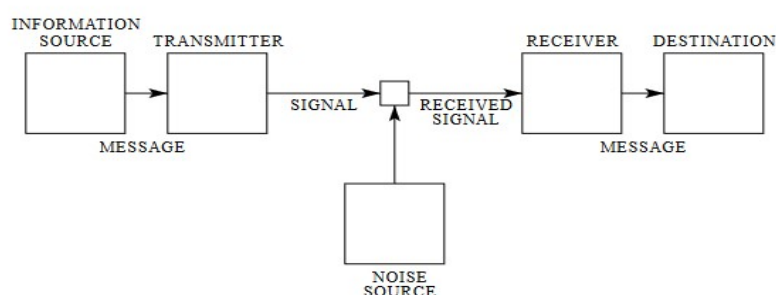 INFORMATION
SOURCE
TRANSMITTER
RECEIVER
DESTINATION
SIGNAL
RECEIVED
SIGNAL
MESSAGE
MESSAGE
NOISE
SOURCE